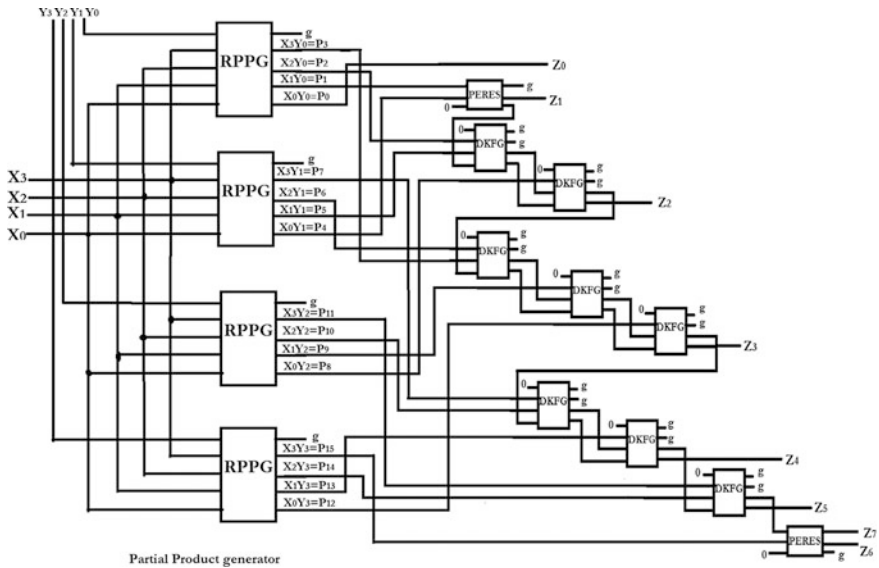 Y3 Y2 Y1 Y0
RPPG
g
X3Y0=P3
X2Y0=P2
X1Y0=P1
X0Y0=P0
Z0
PERES
g
Z1
0
0
DKFG
g
g
0
DKFG
g
g
Z2
X3
X2
X1
X0
RPPG
g
X3Y1=P7
X2Y1=P6
X1Y1=P5
X0Y1=P4
0
DKFG
g
g
0
DKFG
g
g
0
DKFG
g
g
Z3
RPPG
g
X3Y2=P11
X2Y2=P10
X1Y2=P9
X0Y2=P8
0
DKFG
g
g
0
DKFG
g
g
Z4
RPPG
g
X3Y3=P15
X2Y3=P14
X1Y3=P13
X0Y3=P12
0
DKFG
g
g
Z5
PERES
Z7
Z6
0
g
Partial Product generator